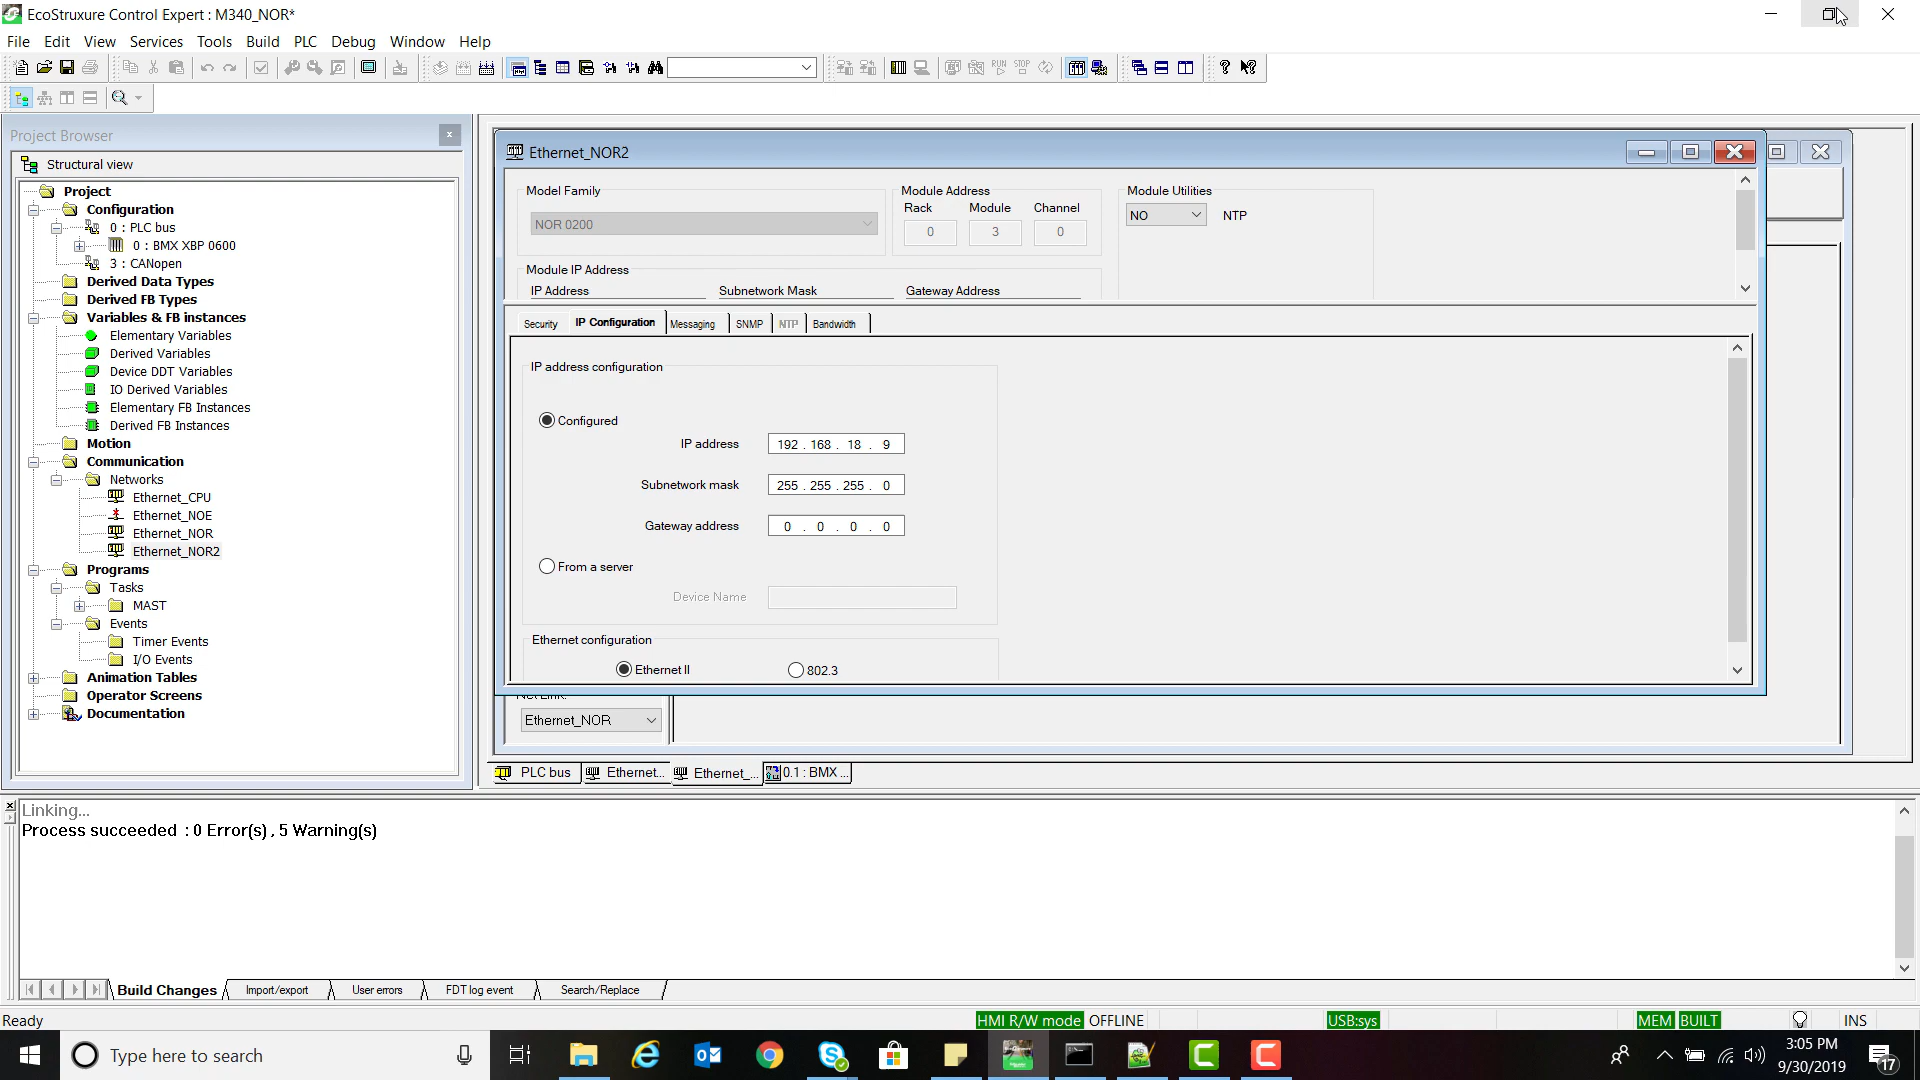 EcoStruxure Control Expert : M340_NOR*
File Edit View Services Tools Build PLC Debug Window Help
RUN STOP
Project Browser
Structural view
Project
Configuration
0 : PLC bus
0 : BMX XBP 0600
3 : CANopen
Derived Data Types
Derived FB Types
Variables & FB instances
Elementary Variables
Derived Variables
Device DDT Variables
IO Derived Variables
Elementary FB Instances
Derived FB Instances
Motion
Communication
Networks
Ethernet_CPU
Ethernet_NOE
Ethernet_NOR
Ethernet_NOR2
Programs
Tasks
MAST
Events
Timer Events
I/O Events
Animation Tables
Operator Screens
Documentation
Ethernet_NOR2
Model Family
NOR 0200
Module Address
Rack Module Channel
0 3 0
Module Utilities
NO NTP
Module IP Address
IP Address Subnetwork Mask Gateway Address
Security IP Configuration Messaging SNMP NTP Bandwidth
IP address configuration
Configured
IP address 192 . 168 . 18 . 9
Subnetwork mask 255 . 255 . 255 . 0
Gateway address 0 . 0 . 0 . 0
From a server
Device Name
Ethernet configuration
Ethernet II 802.3
Net Link:
Ethernet_NOR
PLC bus Ethernet... Ethernet_... 0.1 : BMX ...
Linking...
Process succeeded : 0 Error(s) , 5 Warning(s)
Build Changes Import/export User errors FDT log event Search/Replace
Ready HMI R/W mode OFFLINE USB:sys MEM BUILT INS
Type here to search
3:05 PM
9/30/2019
17